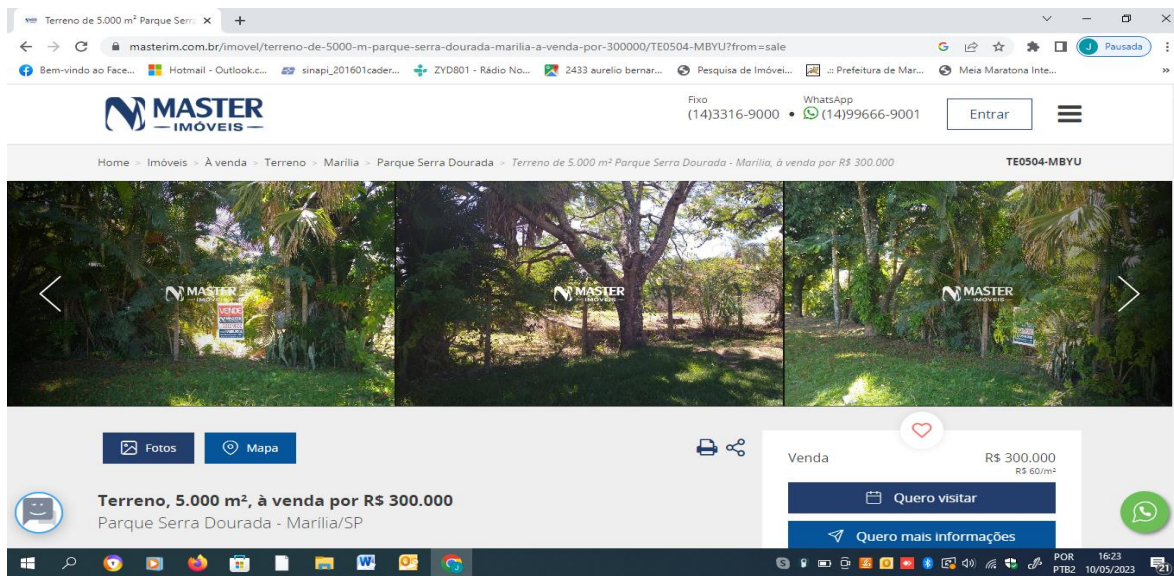 Terreno de 5.000 m² Parque Serr
masterim.com.br/imovel/terreno-de-5000-m-parque-serra-dourada-marilia-a-venda-por-300000/TE0504-MBYU?from=sale
J Pausada
Bem-vindo ao Face... Hotmail - Outlook.c... sinapi_201601cader... ZYD801 - Rádio No... 2433 aurelio bernar... Pesquisa de Imóvei... .:: Prefeitura de Mar... Meia Maratona Inte... »
MASTER
IMÓVEIS
Fixo
(14)3316-9000
WhatsApp
(14)99666-9001
Entrar
Home > Imóveis > À venda > Terreno > Marília > Parque Serra Dourada > Terreno de 5.000 m² Parque Serra Dourada - Marília, à venda por R$ 300.000
TE0504-MBYU
MASTER
IMÓVEIS
VENDE
MASTER
IMÓVEIS
MASTER
IMÓVEIS
Fotos
Mapa
Venda R$ 300.000
R$ 60/m²
Quero visitar
Terreno, 5.000 m², à venda por R$ 300.000
Parque Serra Dourada - Marília/SP
Quero mais informações
POR
PTB2
16:23
10/05/2023
21